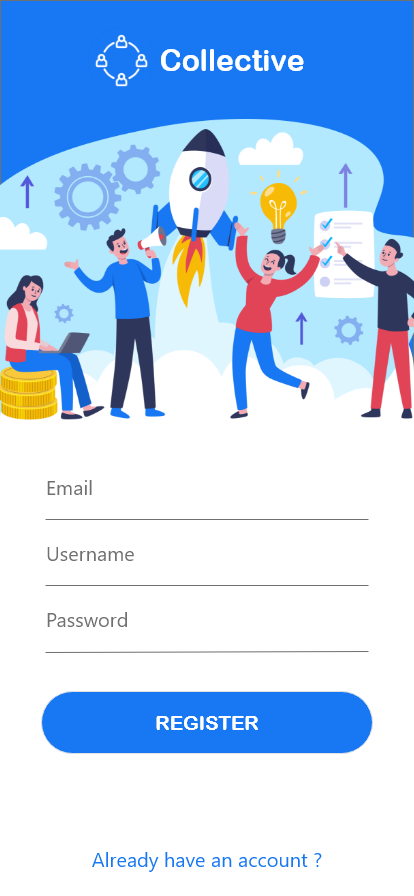 Collective
Email
Username
Password
REGISTER
Already have an account ?